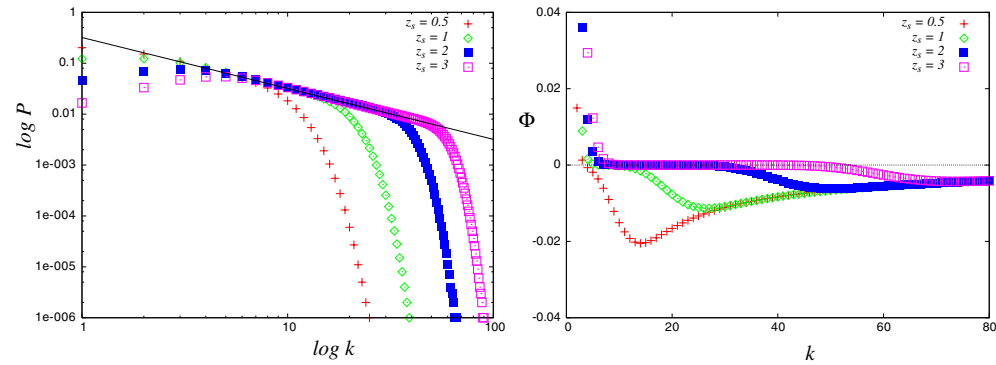 z_s = 0.5
z_s = 1
z_s = 2
z_s = 3
1
0.1
0.01
1e-003
1e-004
1e-005
1e-006
log P
1
10
100
log k
z_s = 0.5
z_s = 1
z_s = 2
z_s = 3
0.04
0.02
0
-0.02
-0.04
Φ
0
20
40
60
80
k